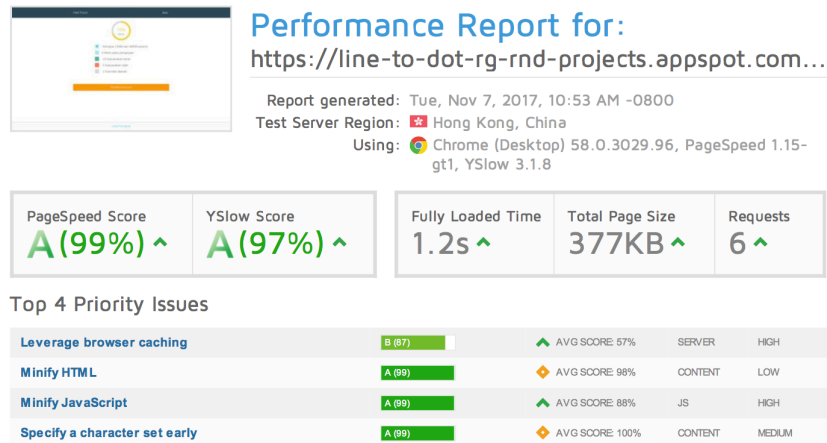 Performance Report for:
https://line-to-dot-rg-rnd-projects.appspot.com...
Report generated: Tue, Nov 7, 2017, 10:53 AM -0800
Test Server Region: Hong Kong, China
Using: Chrome (Desktop) 58.0.3029.96, PageSpeed 1.15-
gt1, YSlow 3.1.8
PageSpeed Score YSlow Score Fully Loaded Time Total Page Size Requests
A (99%) A (97%) 1.2s 377KB 6
Top 4 Priority Issues
Leverage browser caching B (87) AVG SCORE: 57% SERVER HIGH
Minify HTML A (99) AVG SCORE: 98% CONTENT LOW
Minify JavaScript A (99) AVG SCORE: 88% JS HIGH
Specify a character set early A (99) AVG SCORE: 100% CONTENT MEDIUM